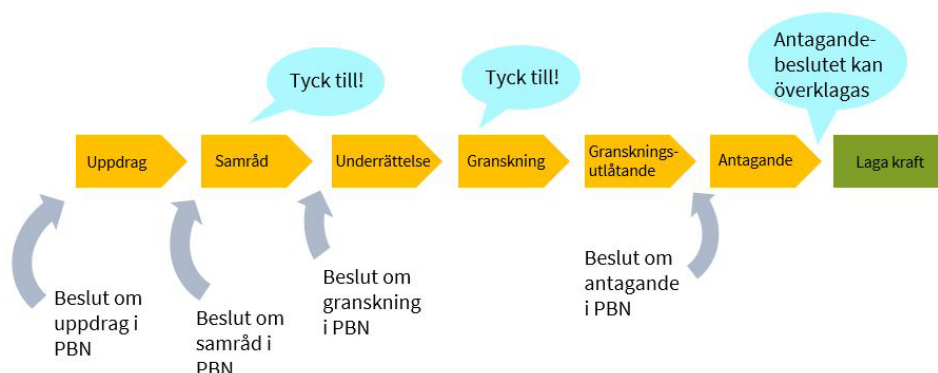 Tyck till!
Tyck till!
Antagande-
beslutet kan
överklagas
Uppdrag
Samråd
Underrättelse
Granskning
Gransknings-
utlåtande
Antagande
Laga kraft
Beslut om
uppdrag i
PBN
Beslut om
samråd i
PBN
Beslut om
granskning
i PBN
Beslut om
antagande
i PBN